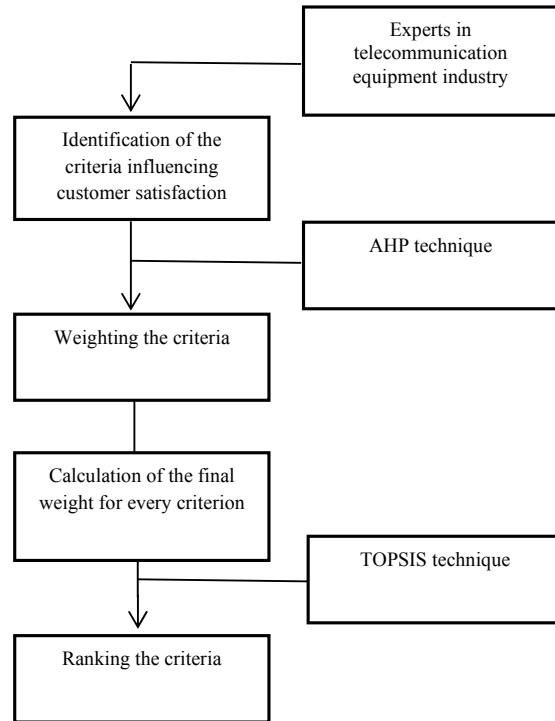 Experts in
telecommunication
equipment industry
Identification of the
criteria influencing
customer satisfaction
AHP technique
Weighting the criteria
Calculation of the final
weight for every criterion
TOPSIS technique
Ranking the criteria